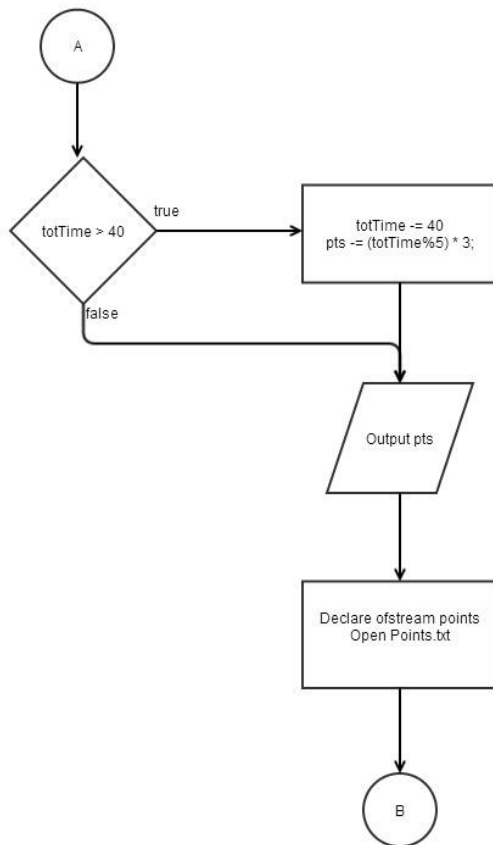 A
totTime > 40
true
totTime -= 40
pts -= (totTime%5) * 3;
false
Output pts
Declare ofstream points
Open Points.txt
B